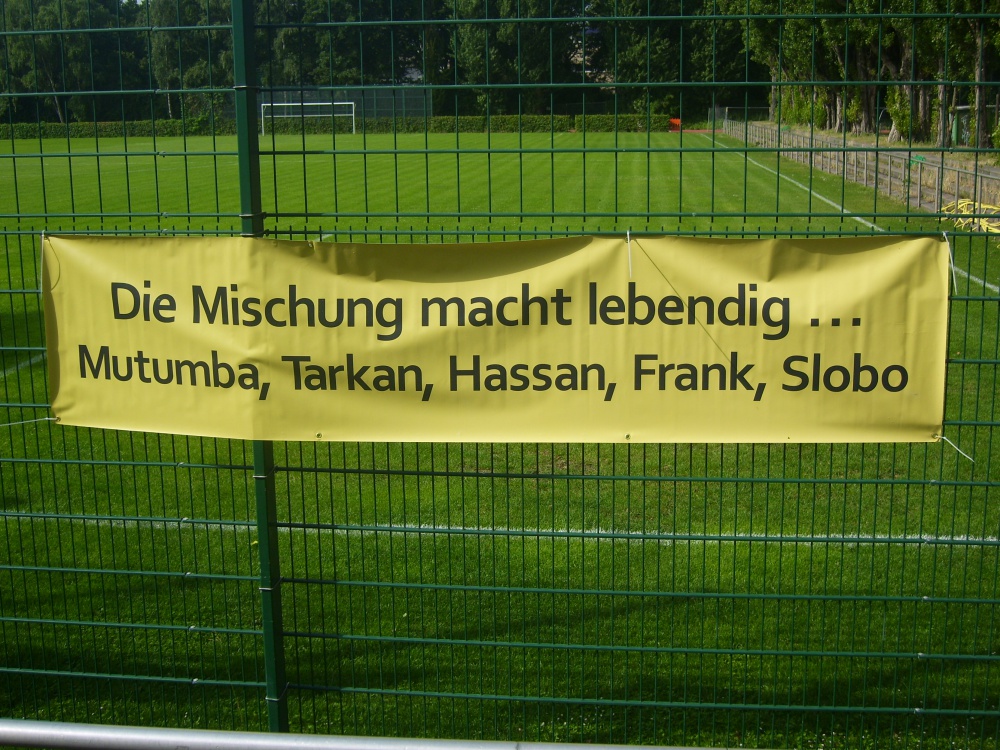 Die Mischung macht lebendig ...
Mutumba, Tarkan, Hassan, Frank, Slobo